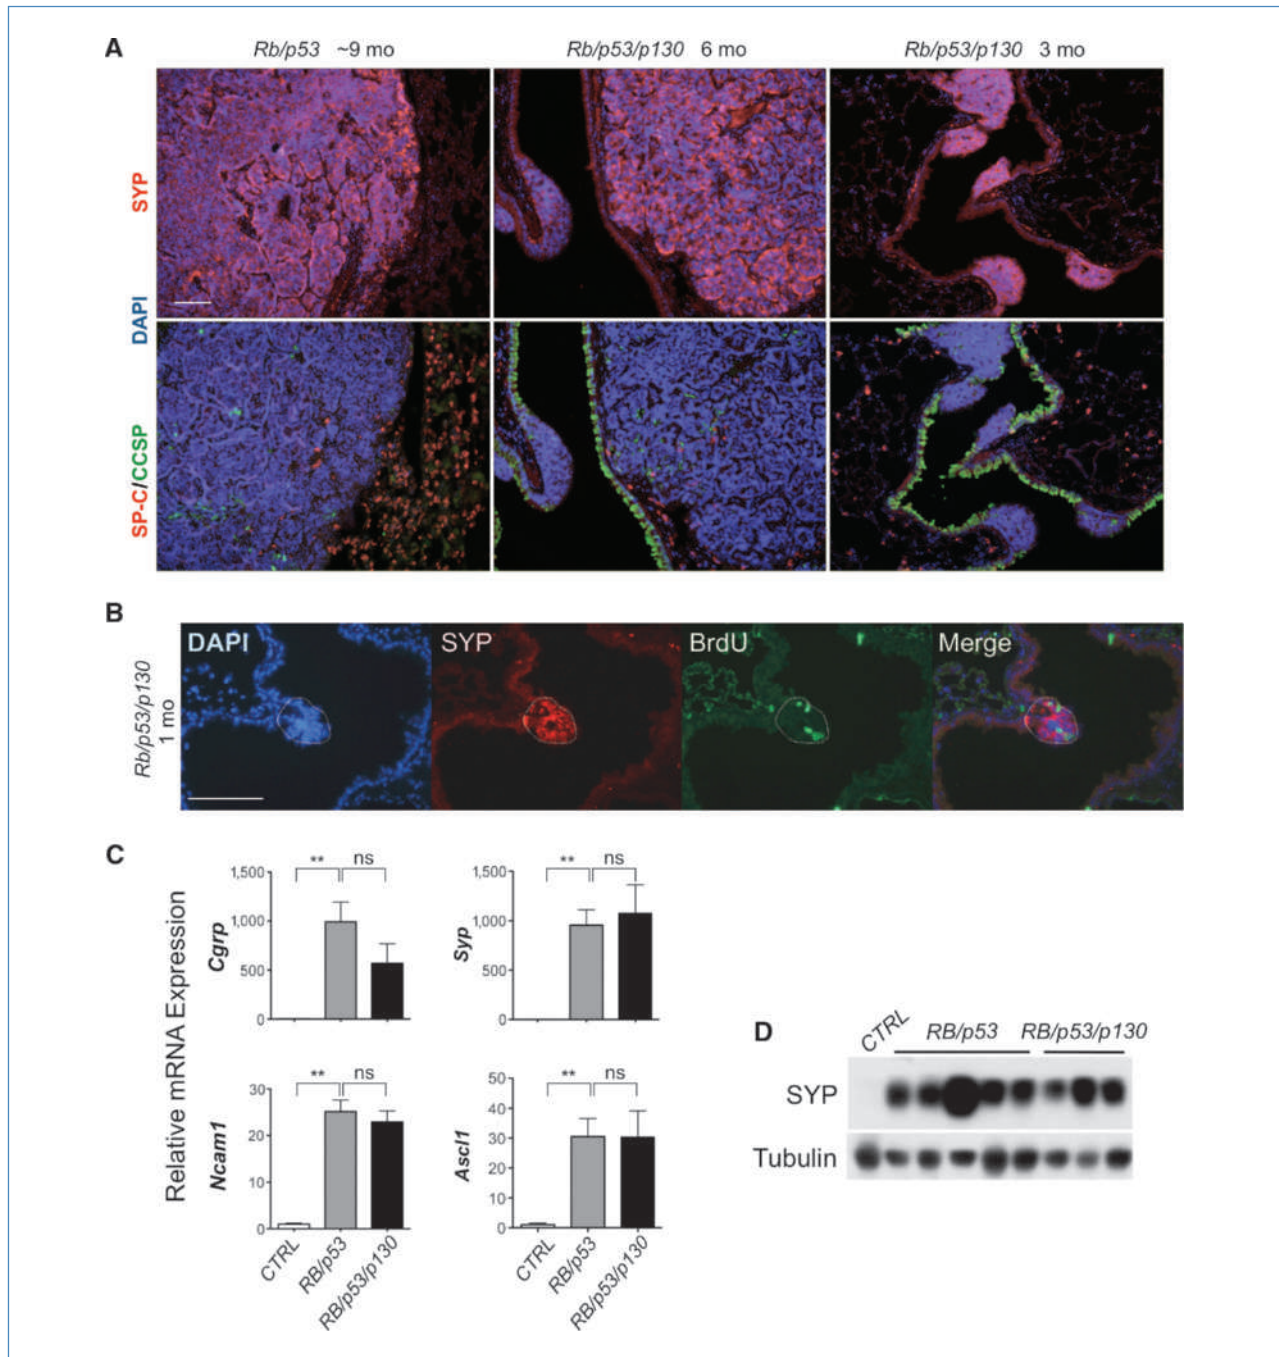 A
Rb/p53 ~9 mo
Rb/p53/p130 6 mo
Rb/p53/p130 3 mo
SYP
DAPI
SP-C/CCSP
B
Rb/p53/p130
1 mo
DAPI
SYP
BrdU
Merge
C
Relative mRNA Expression
Cgrp
1,500
1,000
500
0
**
ns
Syp
1,500
1,000
500
0
**
ns
Ncam1
30
20
10
0
**
ns
CTRL
RB/p53
RB/p53/p130
Ascl1
50
40
30
20
10
0
**
ns
CTRL
RB/p53
RB/p53/p130
D
CTRL
RB/p53
RB/p53/p130
SYP
Tubulin